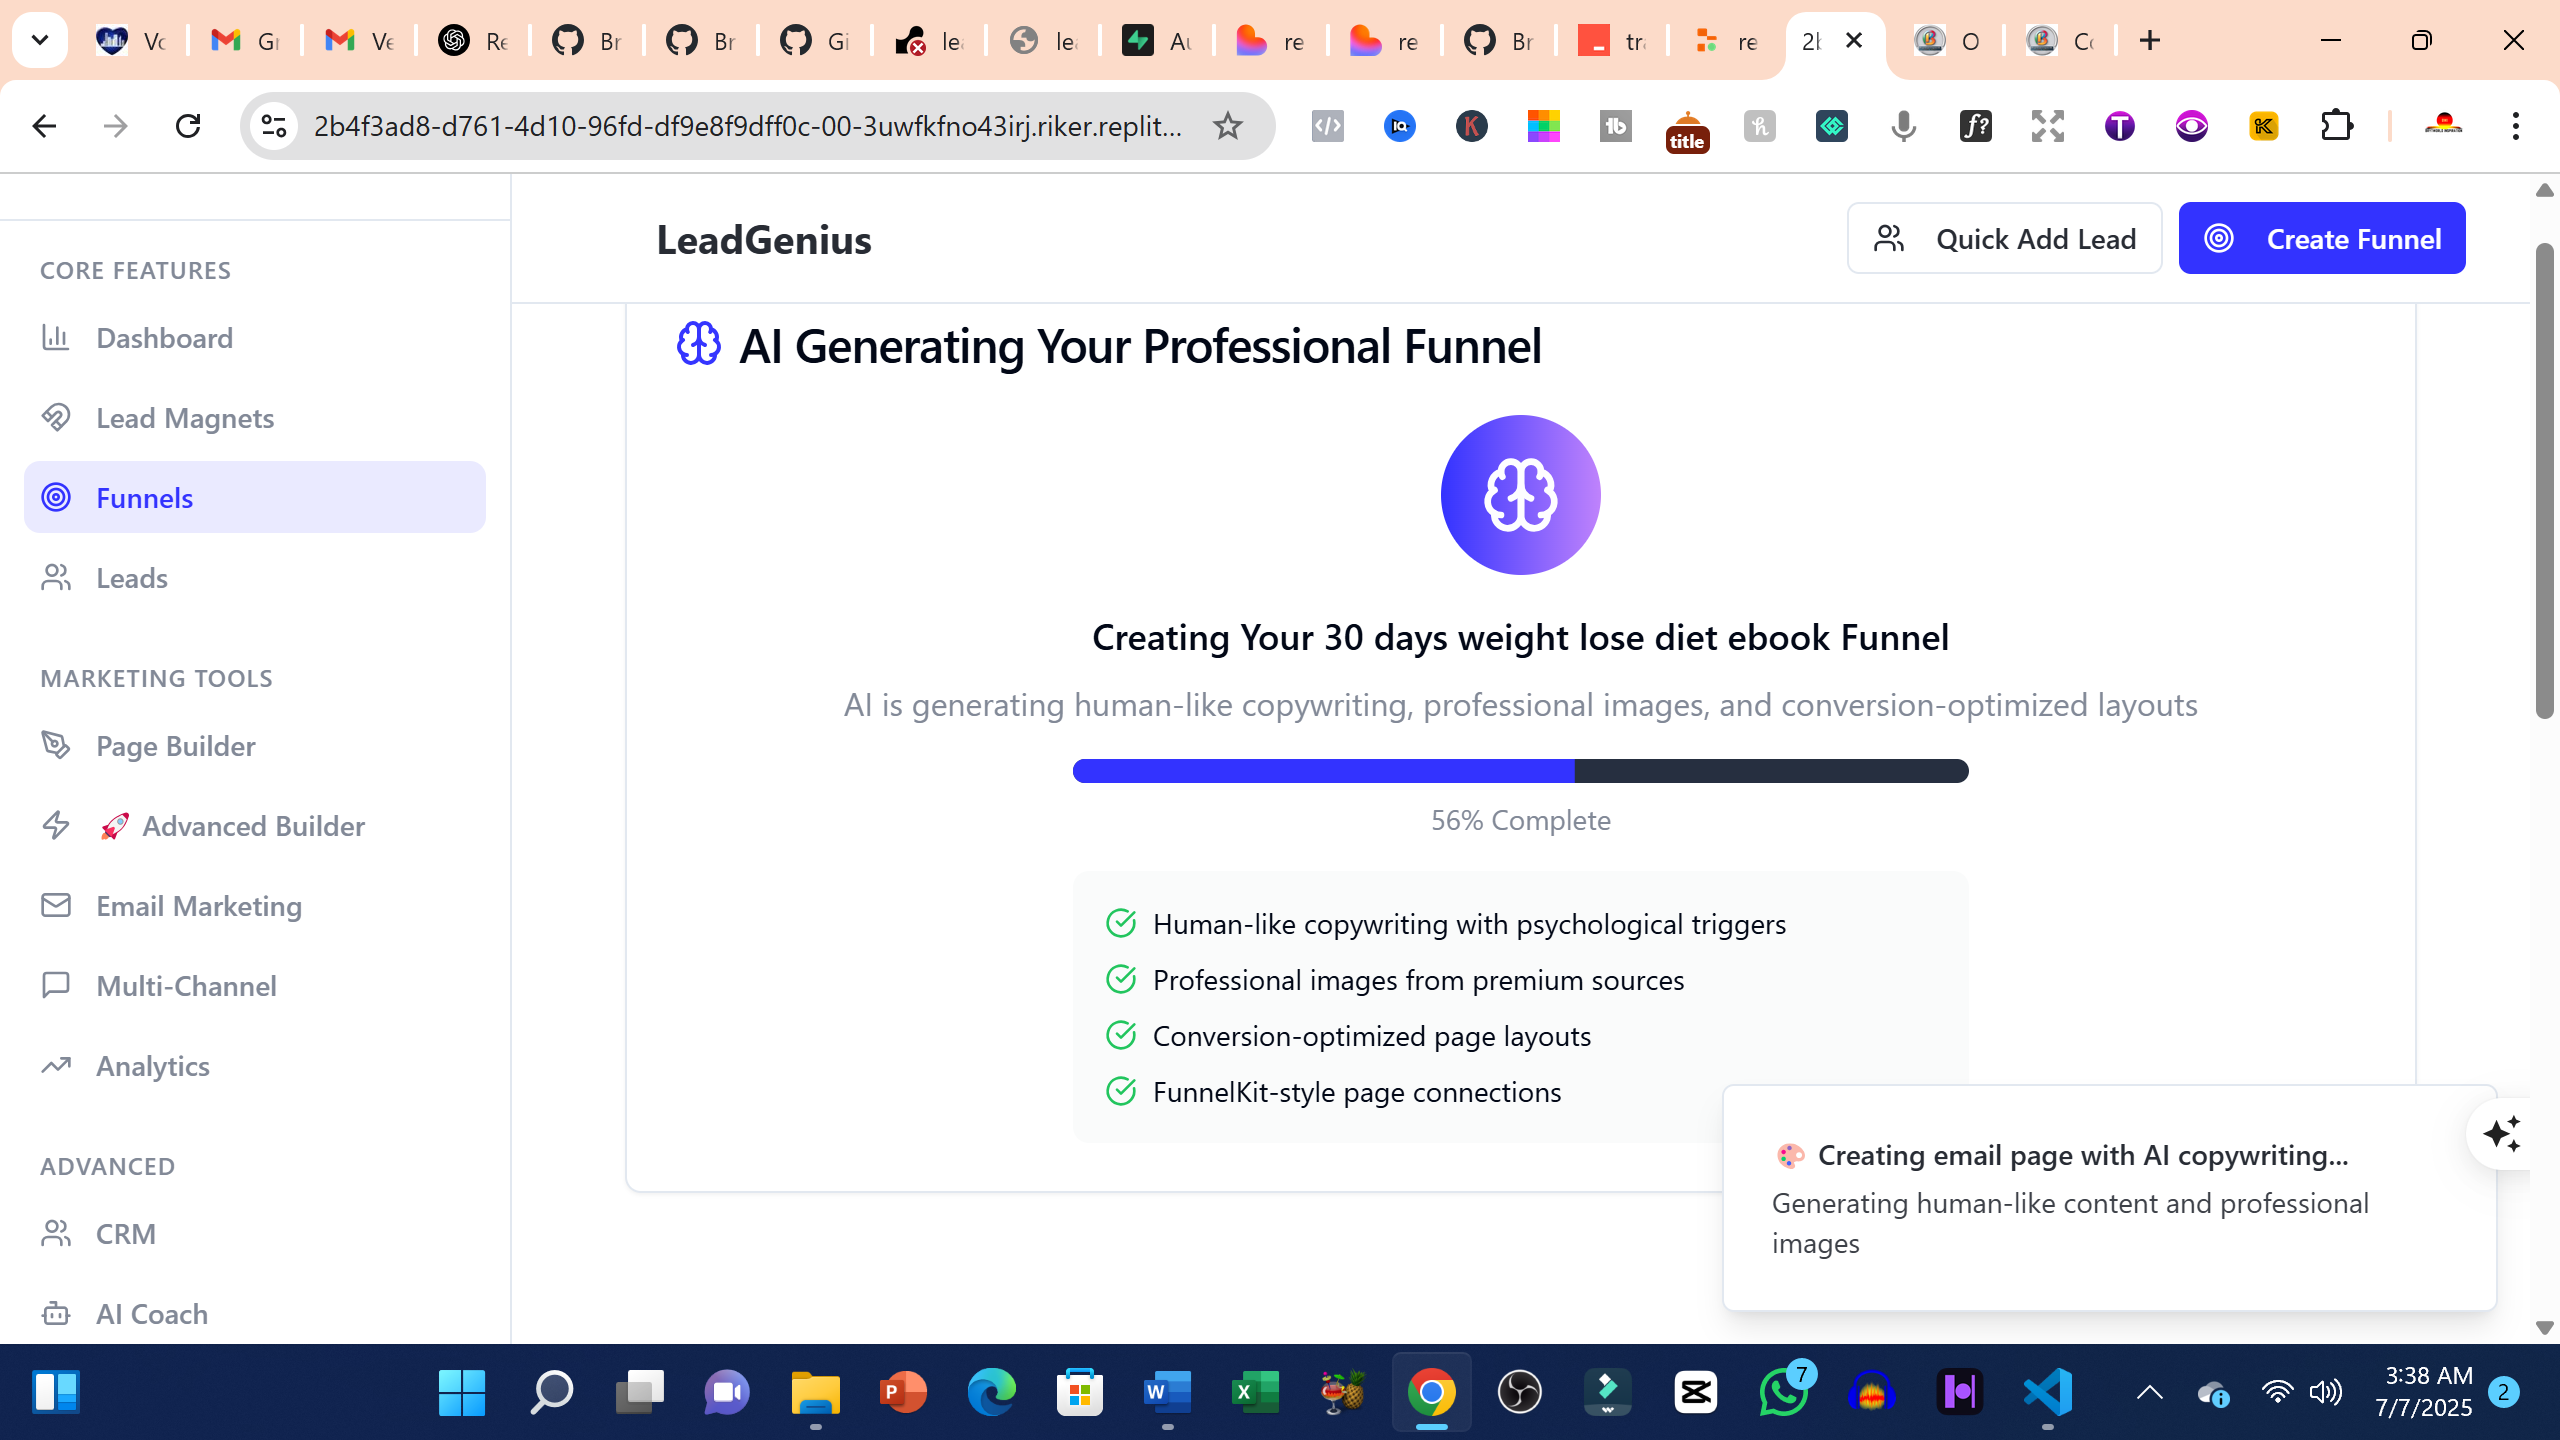 Vo
Gr
Ve
Re
Br
Br
Gi
lea
lea
Au
re
re
Br
tra
re
2b
O
Co
2b4f3ad8-d761-4d10-96fd-df9e8f9dff0c-00-3uwfkfno43irj.riker.replit...
title
LeadGenius
Quick Add Lead
Create Funnel
CORE FEATURES
Dashboard
Lead Magnets
Funnels
Leads
MARKETING TOOLS
Page Builder
🚀 Advanced Builder
Email Marketing
Multi-Channel
Analytics
ADVANCED
CRM
AI Coach
AI Generating Your Professional Funnel
Creating Your 30 days weight lose diet ebook Funnel
AI is generating human-like copywriting, professional images, and conversion-optimized layouts
56% Complete
Human-like copywriting with psychological triggers
Professional images from premium sources
Conversion-optimized page layouts
FunnelKit-style page connections
🎨 Creating email page with AI copywriting...
Generating human-like content and professional
images
7
3:38 AM
7/7/2025
2